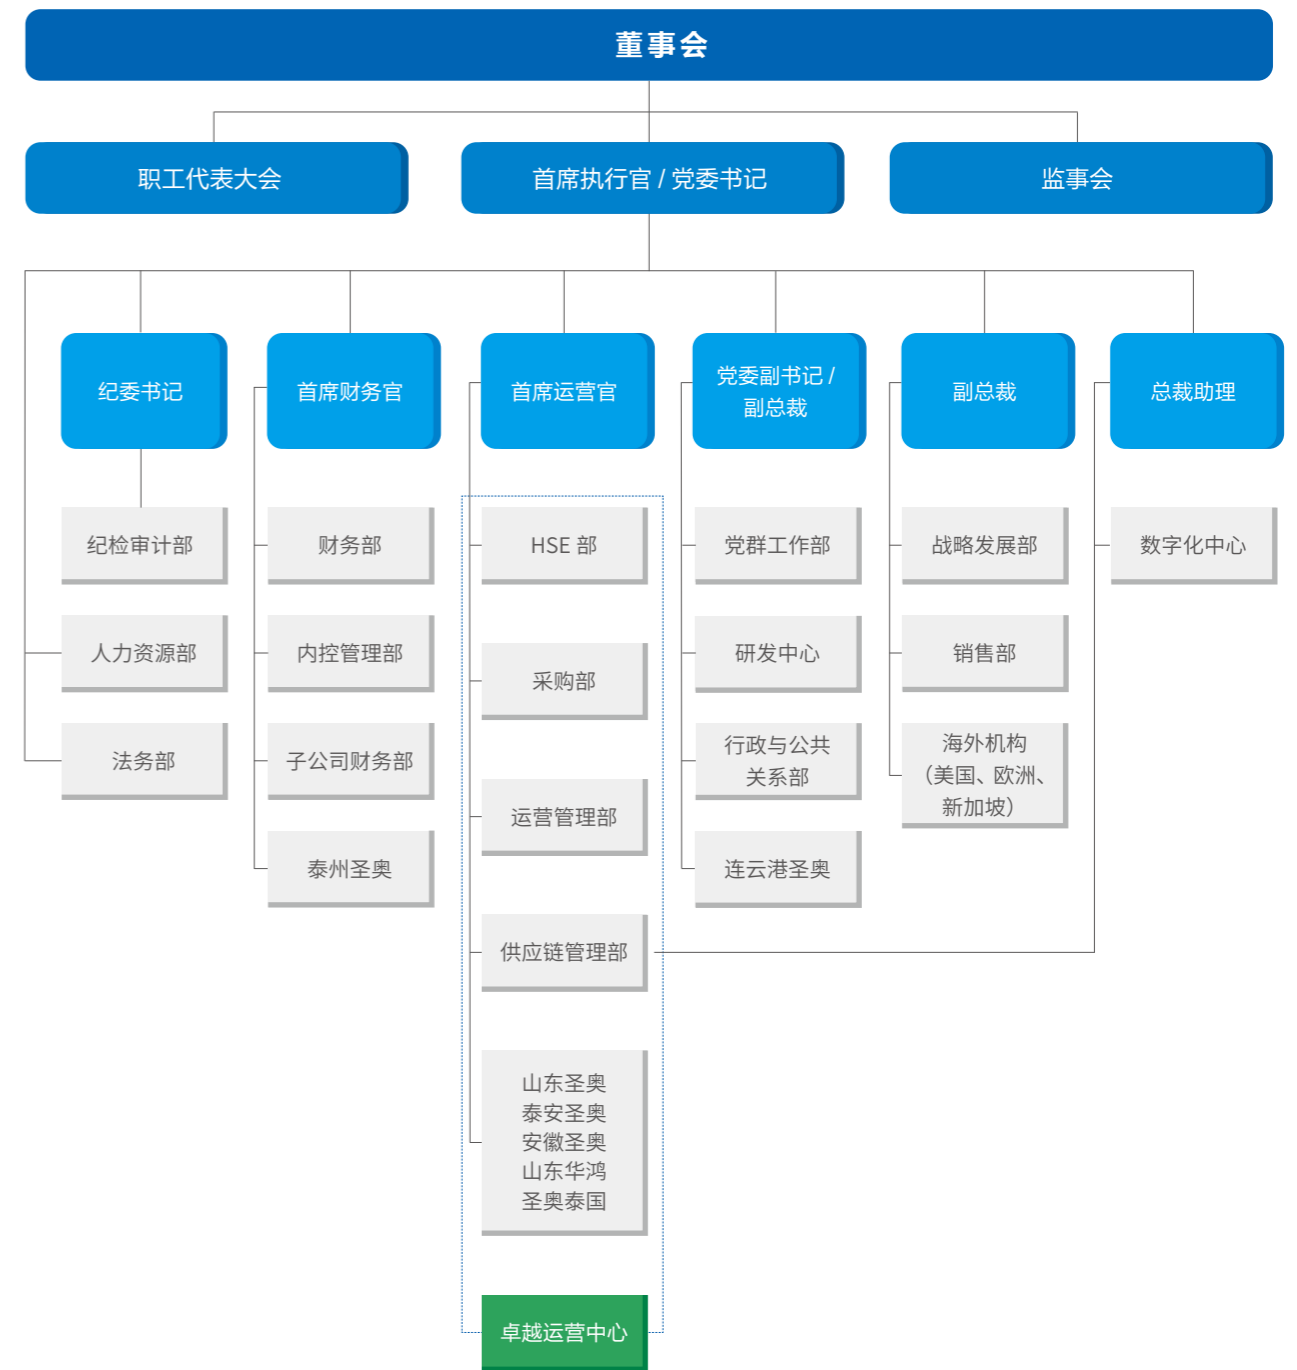 董事会
职工代表大会
首席执行官 / 党委书记
监事会
纪委书记
首席财务官
首席运营官
党委副书记 /
副总裁
副总裁
总裁助理
纪检审计部
人力资源部
法务部
财务部
内控管理部
子公司财务部
泰州圣奥
HSE 部
采购部
运营管理部
供应链管理部
山东圣奥
泰安圣奥
安徽圣奥
山东华鸿
圣奥泰国
卓越运营中心
党群工作部
研发中心
行政与公共
关系部
连云港圣奥
战略发展部
销售部
海外机构
（美国、欧洲、
新加坡）
数字化中心